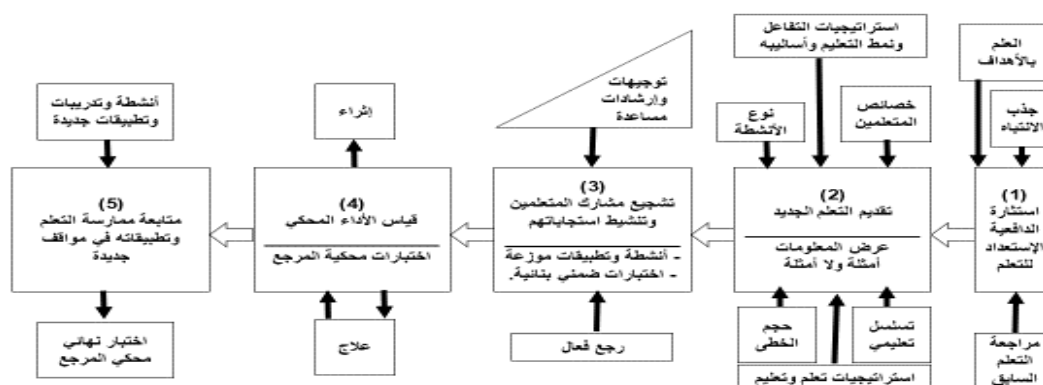 العلم
بالأهداف
جذب
الانتباه
(1)
استثارة
الدافعية
الإستعداد
للتعلم
مراجعة
التعلم
السابق
استراتيجيات التفاعل
ونمط التعليم وأساليبه
خصائص
المتعلمين
نوع
الأنشطة
(2)
تقديم التعلم الجديد
عرض المعلومات
أمثلة ولا أمثلة
تسلسل
تعليمي
حجم
الخطى
استراتيجيات تعلم وتعليم
توجيهات
وإرشادات
مساعدة
(3)
تشجيع مشارك المتعلمين
وتنشيط استجاباتهم
- أنشطة وتطبيقات موزعة
- اختبارات ضمني بنائية.
رجع فعال
إثراء
(4)
قياس الأداء المحكي
اختبارات محكية المرجع
علاج
أنشطة وتدريبات
وتطبيقات جديدة
(5)
متابعة ممارسة التعلم
وتطبيقاته في مواقف
جديدة
اختبار نهائي
محكي المرجع